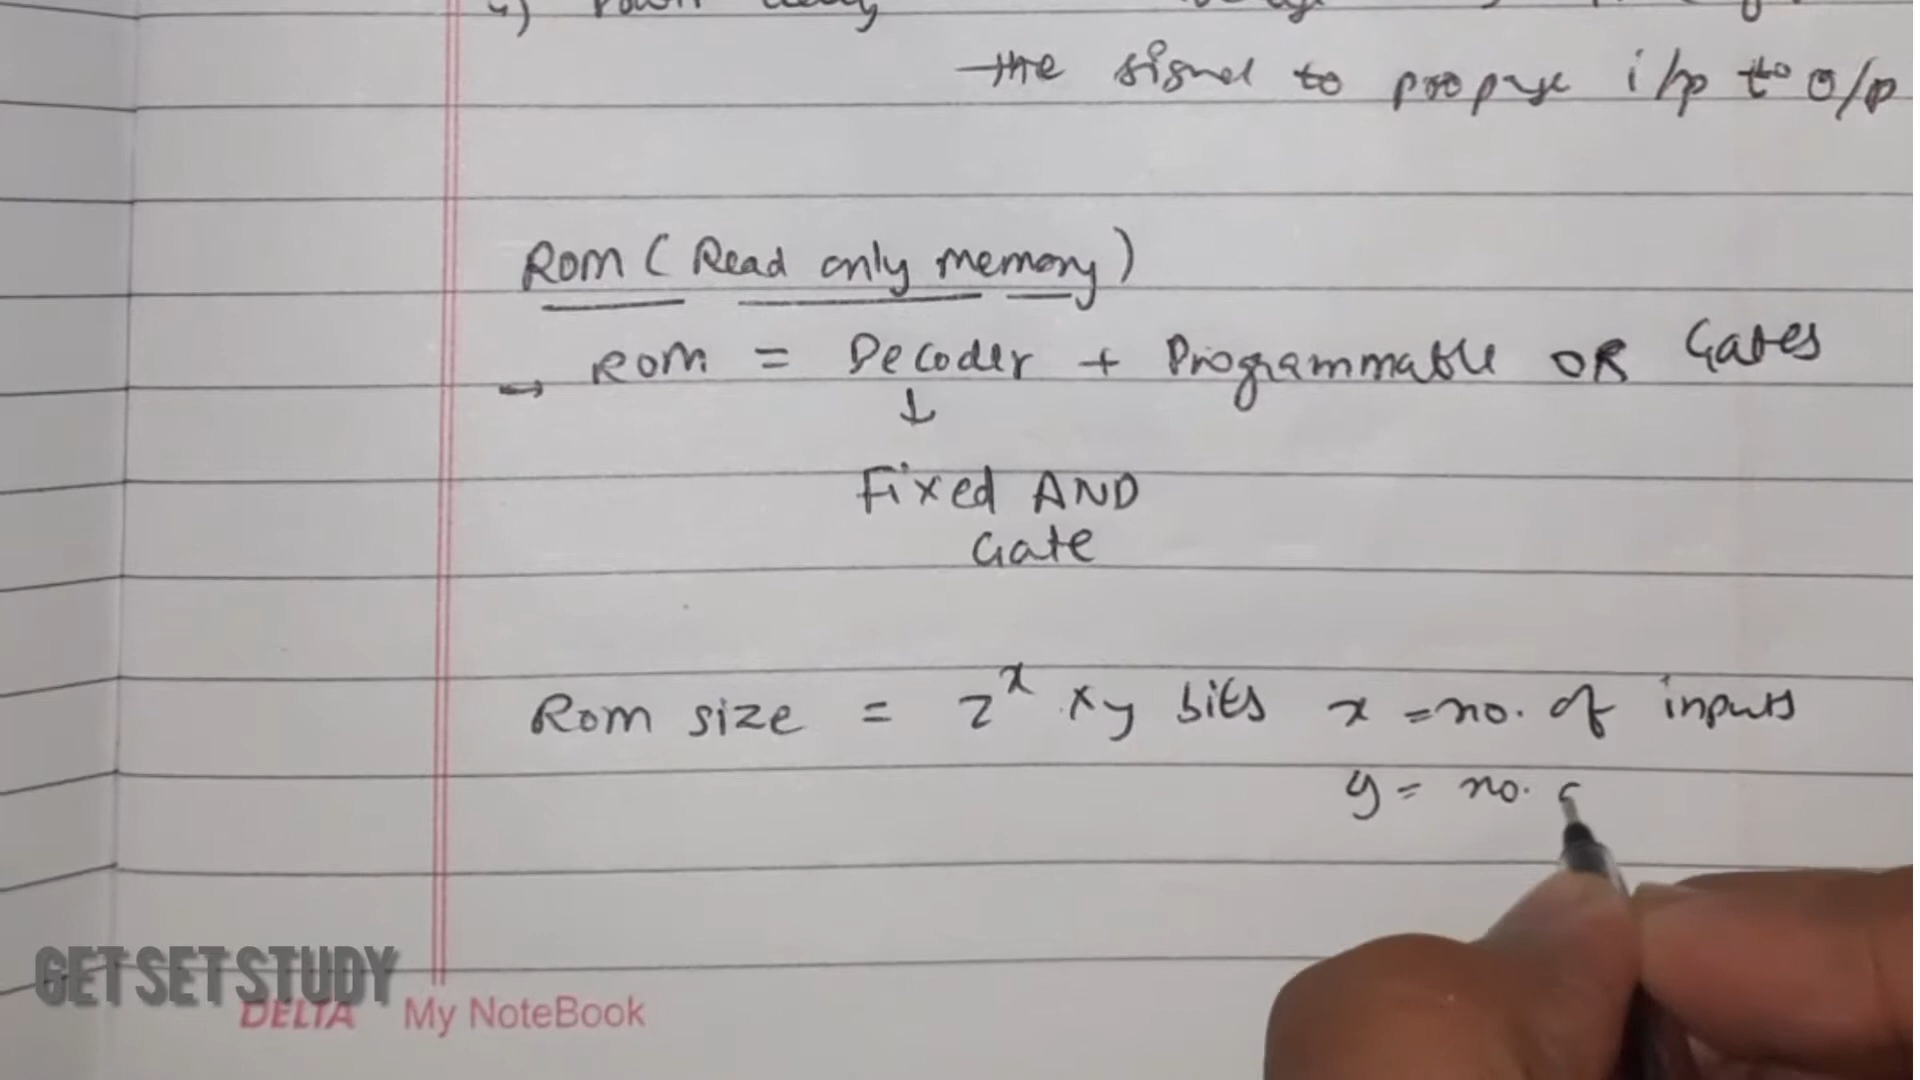 the signal to propage i/p to o/p
ROM (Read only memory)
→ ROM = Decoder + Programmable OR Gates
↓
Fixed AND
Gate
Rom size = 2^x × y bits x = no. of inputs
y = no. o
GET SET STUDY
DELTA My NoteBook